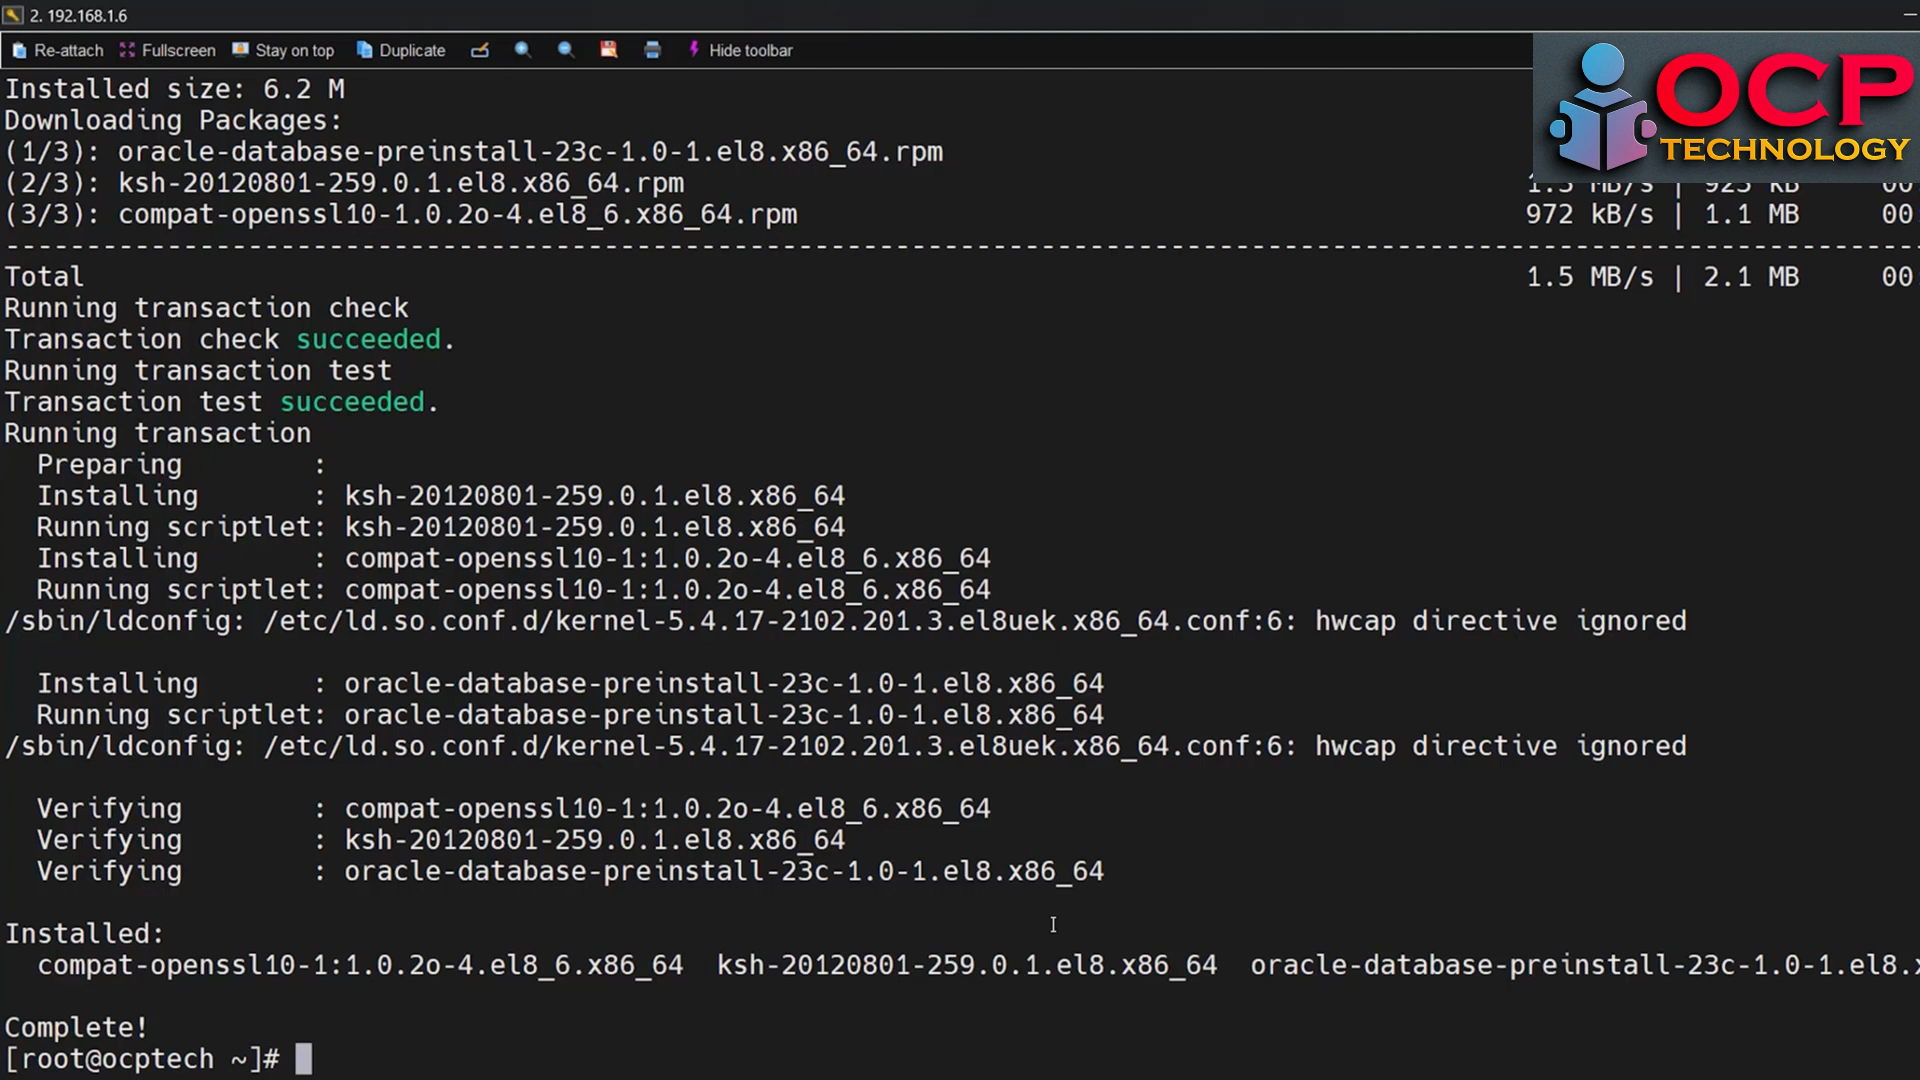 2. 192.168.1.6
Re-attach Fullscreen Stay on top Duplicate Hide toolbar
OCP
TECHNOLOGY
Installed size: 6.2 M
Downloading Packages:
(1/3): oracle-database-preinstall-23c-1.0-1.el8.x86_64.rpm
(2/3): ksh-20120801-259.0.1.el8.x86_64.rpm 1.3 MB/s | 923 kB 00
(3/3): compat-openssl10-1.0.2o-4.el8_6.x86_64.rpm 972 kB/s | 1.1 MB 00
--------------------------------------------------------------------------------
Total 1.5 MB/s | 2.1 MB 00
Running transaction check
Transaction check succeeded.
Running transaction test
Transaction test succeeded.
Running transaction
Preparing :
Installing : ksh-20120801-259.0.1.el8.x86_64
Running scriptlet: ksh-20120801-259.0.1.el8.x86_64
Installing : compat-openssl10-1:1.0.2o-4.el8_6.x86_64
Running scriptlet: compat-openssl10-1:1.0.2o-4.el8_6.x86_64
/sbin/ldconfig: /etc/ld.so.conf.d/kernel-5.4.17-2102.201.3.el8uek.x86_64.conf:6: hwcap directive ignored
Installing : oracle-database-preinstall-23c-1.0-1.el8.x86_64
Running scriptlet: oracle-database-preinstall-23c-1.0-1.el8.x86_64
/sbin/ldconfig: /etc/ld.so.conf.d/kernel-5.4.17-2102.201.3.el8uek.x86_64.conf:6: hwcap directive ignored
Verifying : compat-openssl10-1:1.0.2o-4.el8_6.x86_64
Verifying : ksh-20120801-259.0.1.el8.x86_64
Verifying : oracle-database-preinstall-23c-1.0-1.el8.x86_64
Installed:
compat-openssl10-1:1.0.2o-4.el8_6.x86_64 ksh-20120801-259.0.1.el8.x86_64 oracle-database-preinstall-23c-1.0-1.el8.x
Complete!
[root@ocptech ~]#